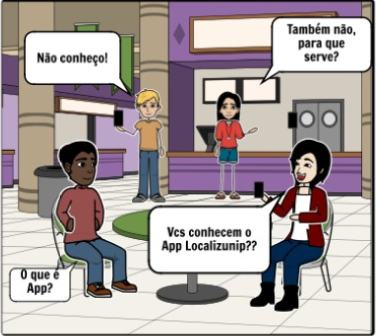 Não conheço!
Também não,
para que
serve?
Vcs conhecem o
App Localizunip??
O que é
App?